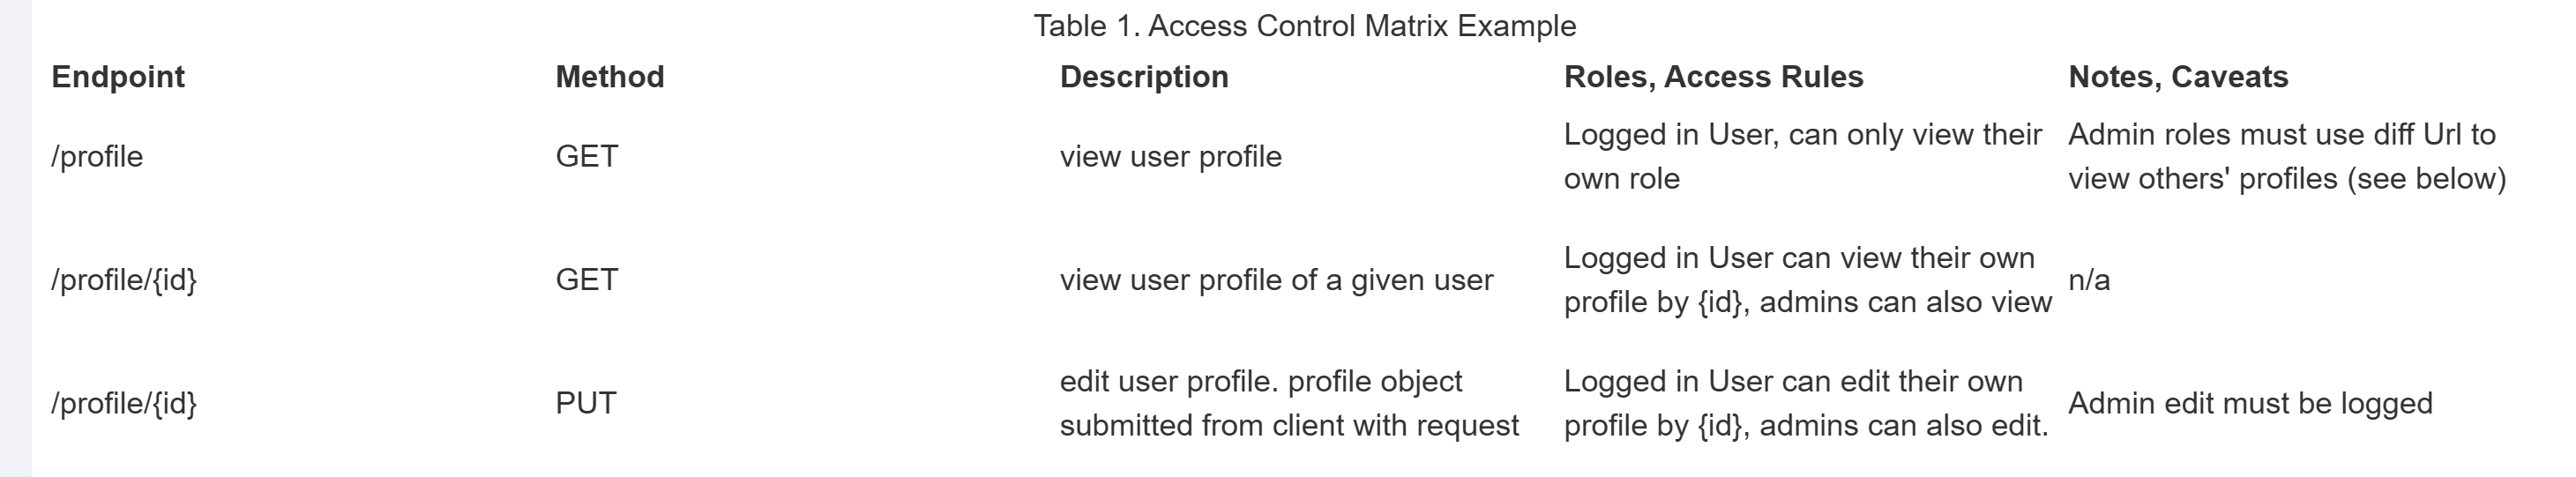 Table 1. Access Control Matrix Example
Endpoint Method Description Roles, Access Rules Notes, Caveats
/profile GET view user profile Logged in User, can only view their own role Admin roles must use diff Url to view others' profiles (see below)
/profile/{id} GET view user profile of a given user Logged in User can view their own profile by {id}, admins can also view n/a
/profile/{id} PUT edit user profile. profile object submitted from client with request Logged in User can edit their own profile by {id}, admins can also edit. Admin edit must be logged